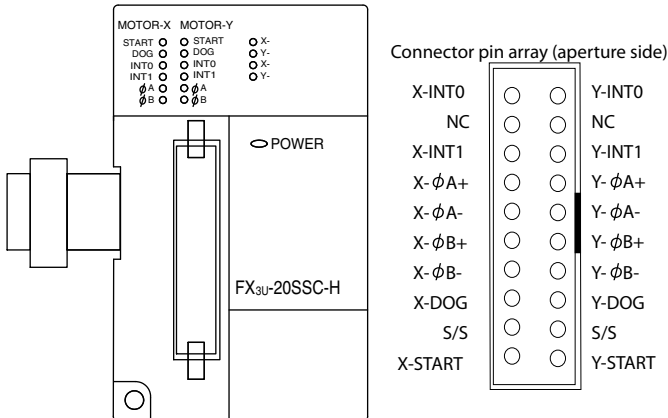 MOTOR-X MOTOR-Y
START START X-
DOG DOG Y-
INT0 INT0 X-
INT1 INT1 Y-
ϕA ϕA
ϕB ϕB
POWER
FX3U-20SSC-H
Connector pin array (aperture side)
X-INT0 Y-INT0
NC NC
X-INT1 Y-INT1
X-ϕA+ Y-ϕA+
X-ϕA- Y-ϕA-
X-ϕB+ Y-ϕB+
X-ϕB- Y-ϕB-
X-DOG Y-DOG
S/S S/S
X-START Y-START